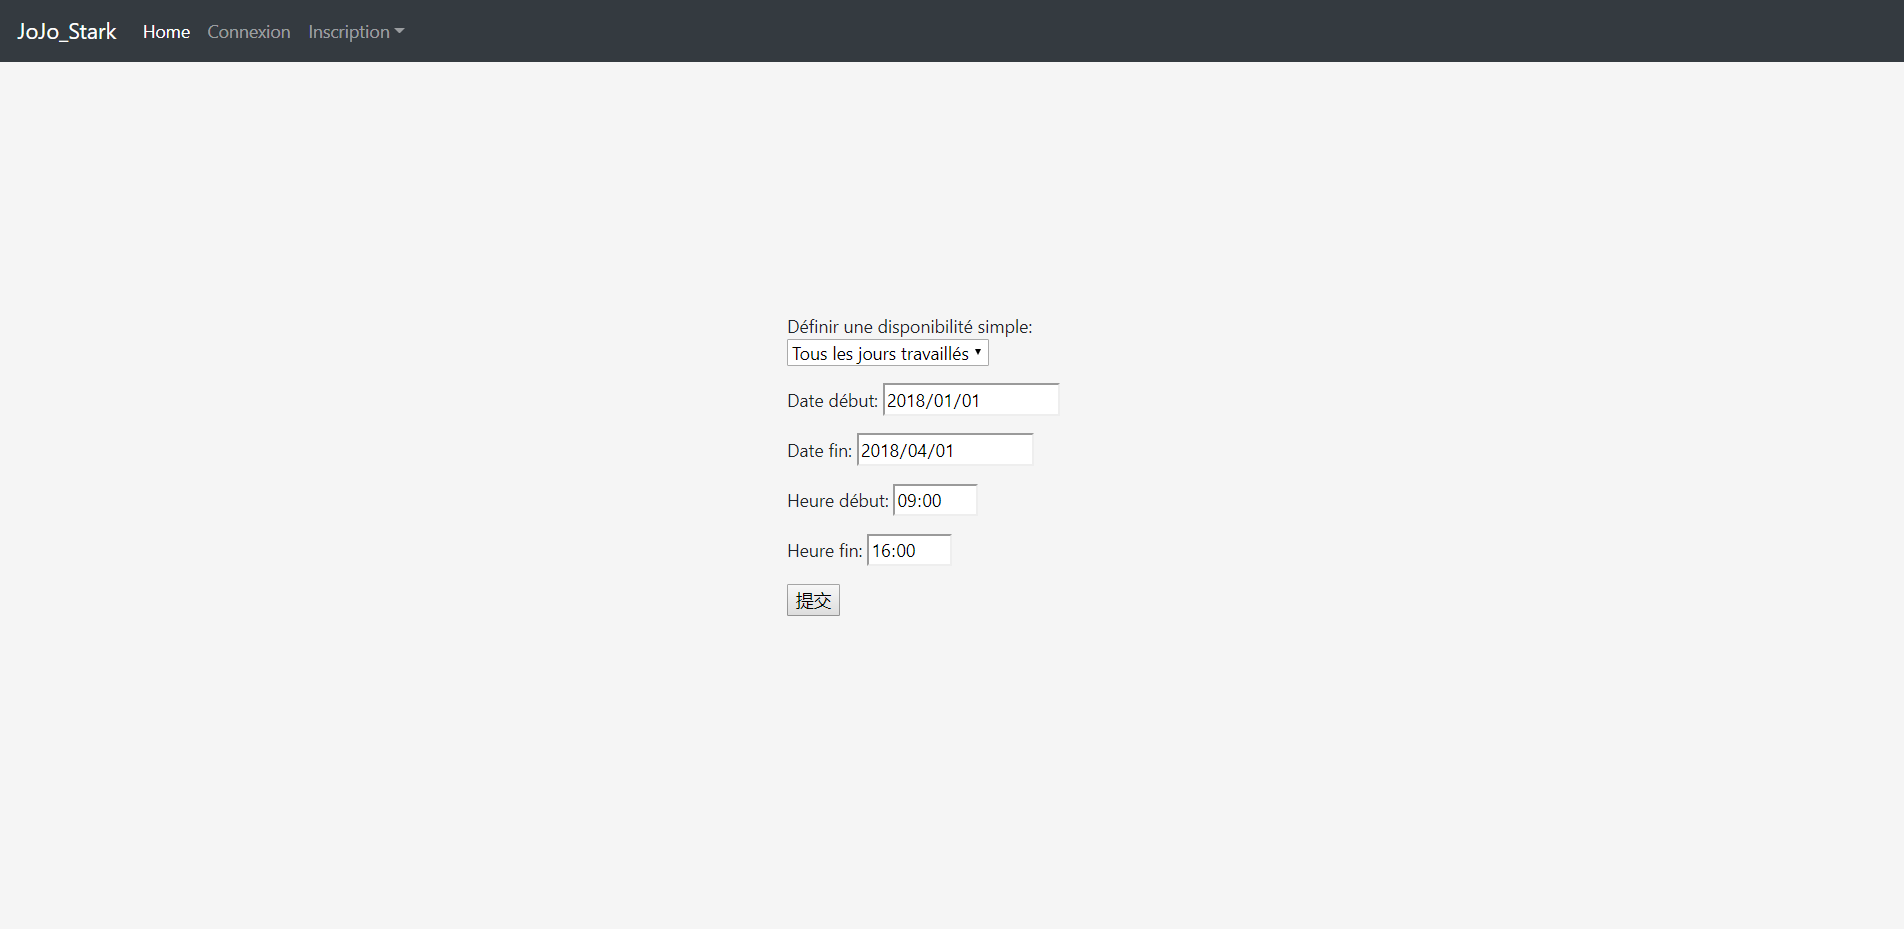 JoJo_Stark Home Connexion Inscription
Définir une disponibilité simple:
Tous les jours travaillés
Date début: 2018/01/01
Date fin: 2018/04/01
Heure début: 09:00
Heure fin: 16:00
提交